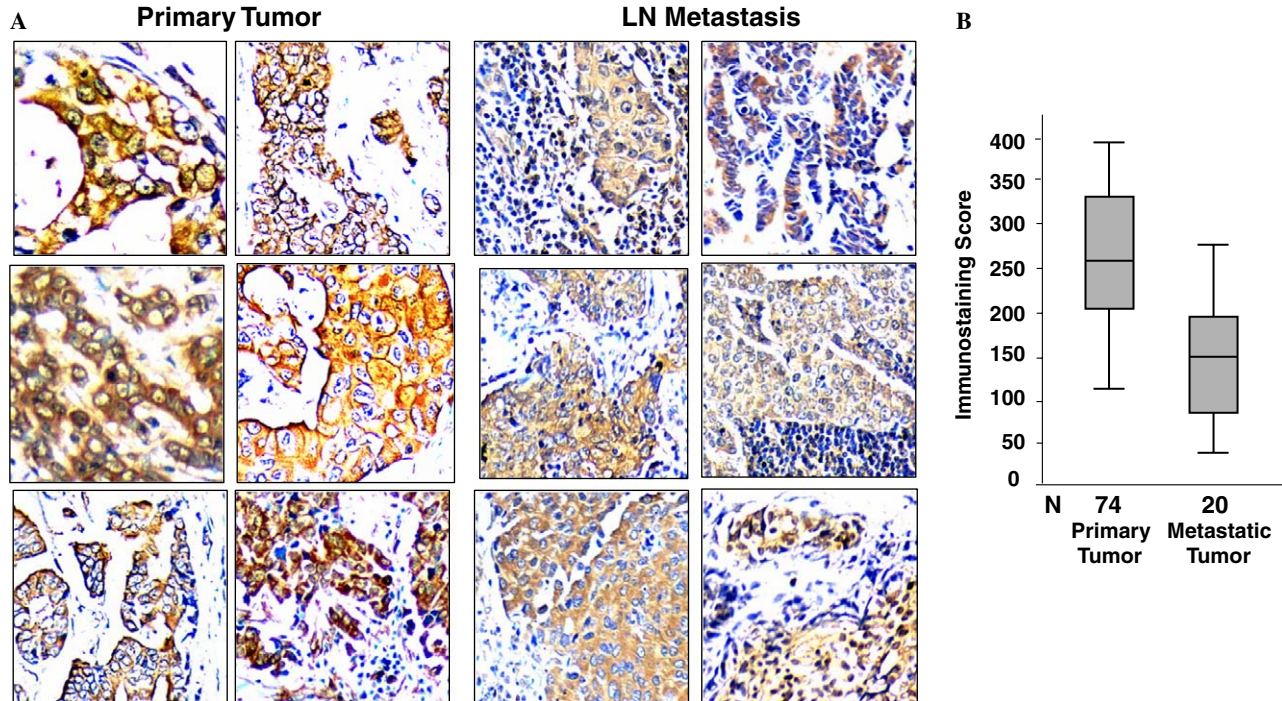 A
Primary Tumor
LN Metastasis
B
Immunostaining Score
400
350
300
250
200
150
100
50
0
N 74 20
Primary Metastatic
Tumor Tumor